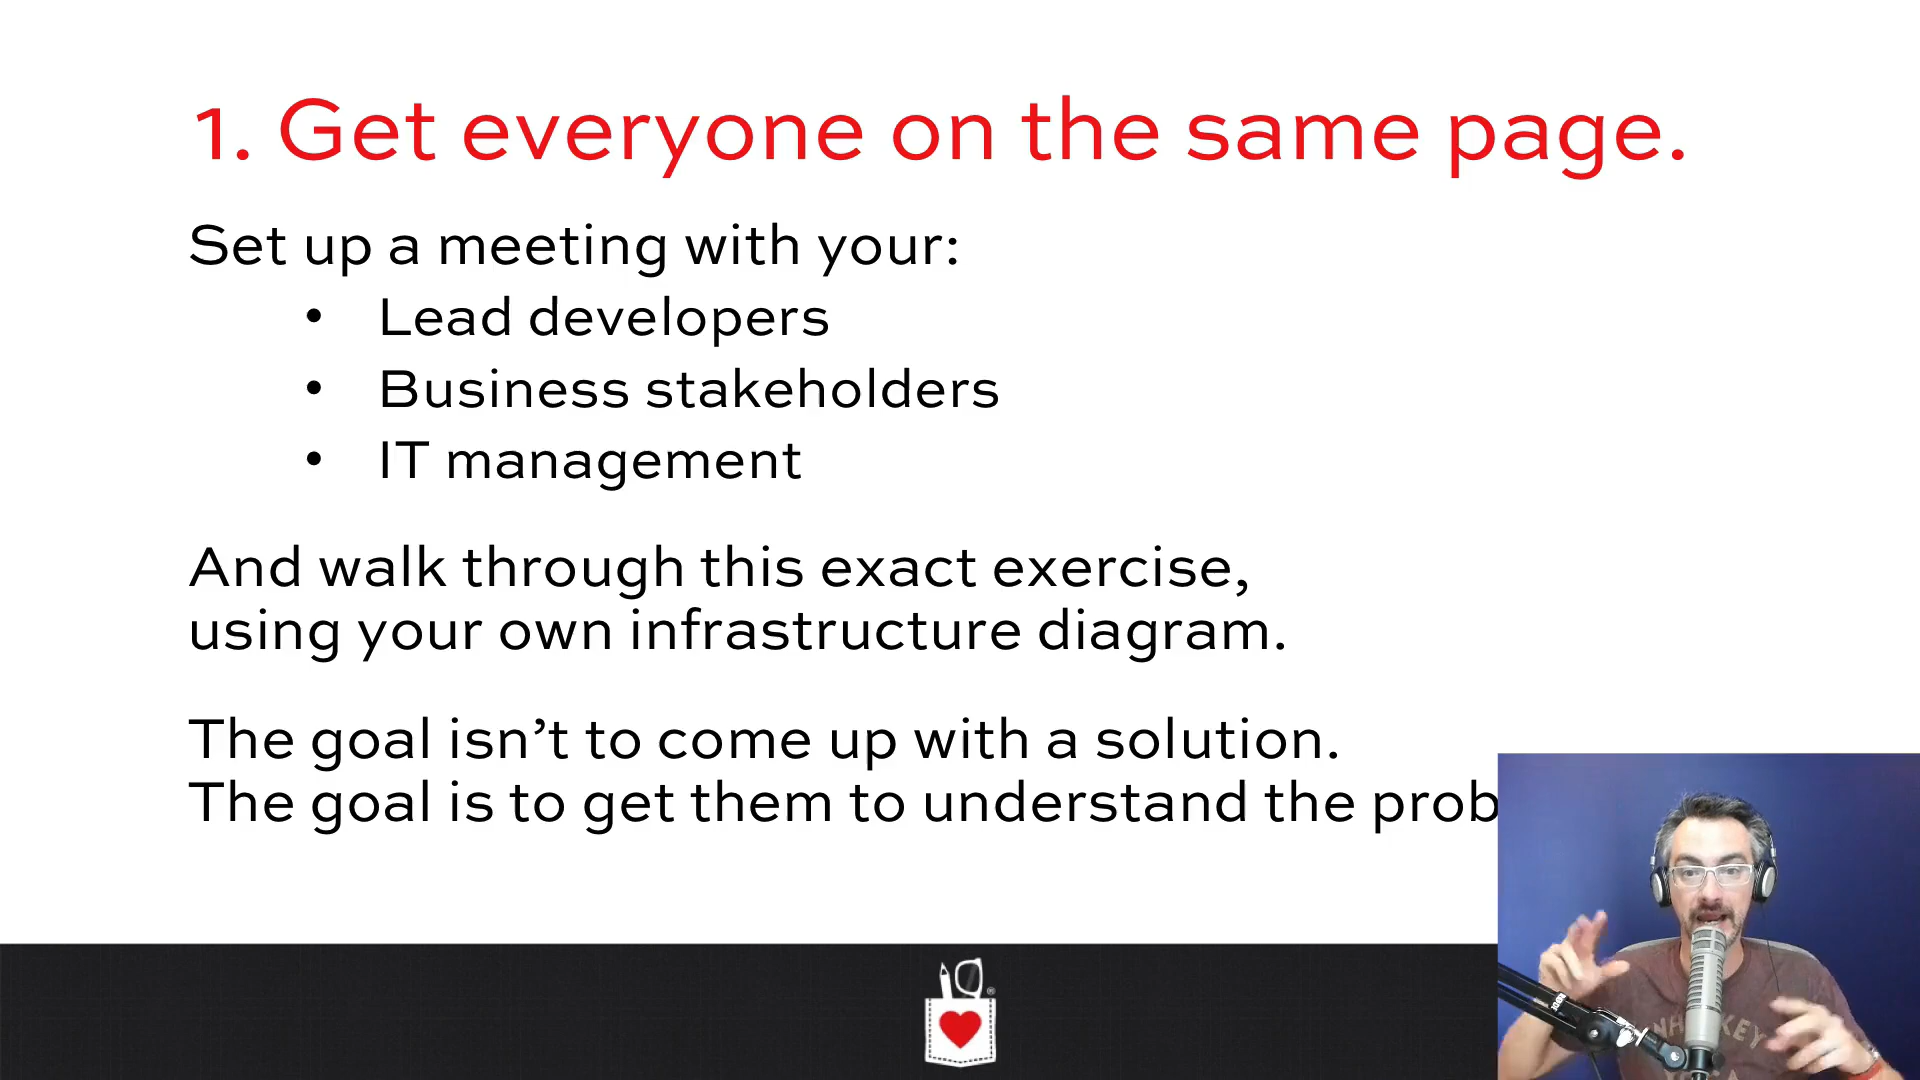 1. Get everyone on the same page.
Set up a meeting with your:
• Lead developers
• Business stakeholders
• IT management
And walk through this exact exercise,
using your own infrastructure diagram.
The goal isn’t to come up with a solution.
The goal is to get them to understand the prob
®